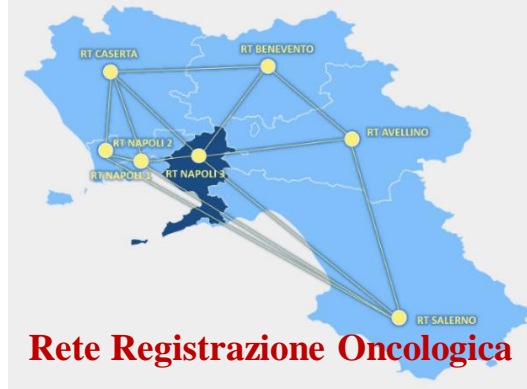 RT BENEVENTO
RT CASERTA
RT AVELLINO
RT NAPOLI 2
RT NAPOLI 1
RT NAPOLI 3
RT SALERNO
Rete Registrazione Oncologica